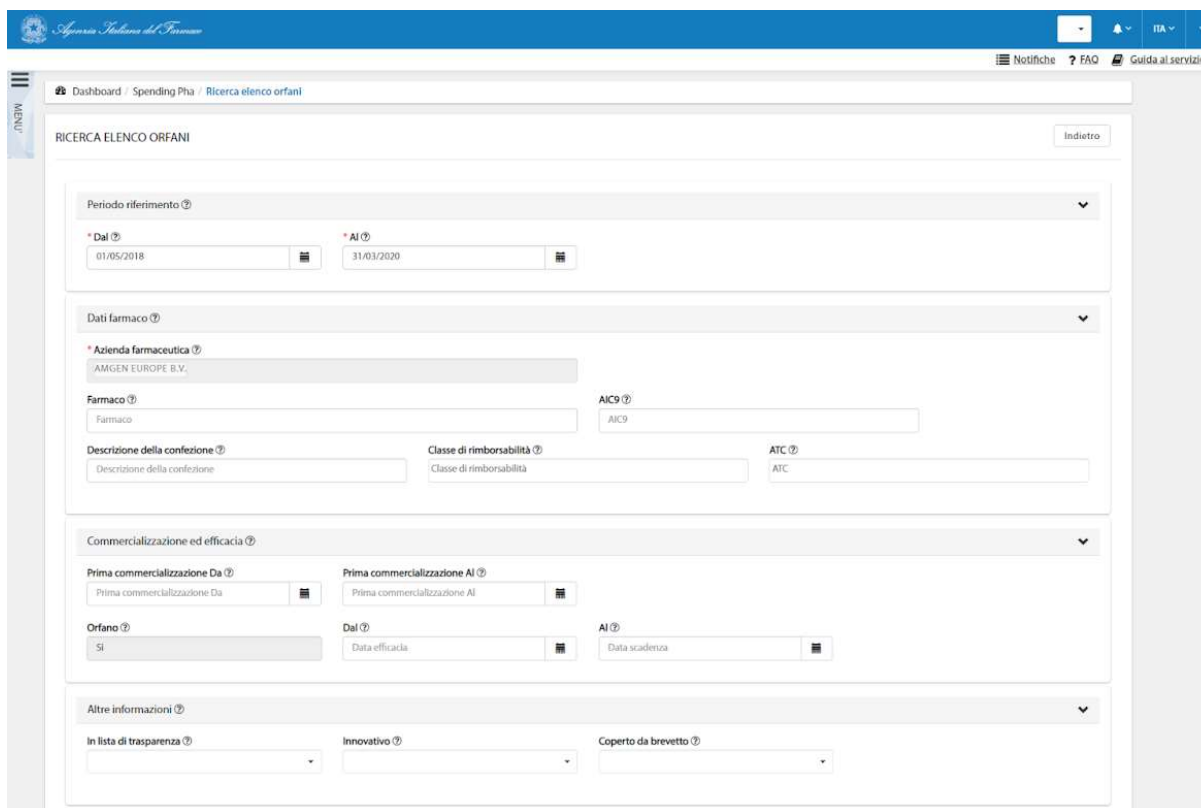 Agenzia Italiana del Farmaco
ITA
Notifiche ? FAQ Guida al servizi
MENU'
Dashboard / Spending Pha / Ricerca elenco orfani
RICERCA ELENCO ORFANI
Indietro
Periodo riferimento ?
* Dal ? * Al ?
01/05/2018 31/03/2020
Dati farmaco ?
* Azienda farmaceutica ?
AMGEN EUROPE B.V.
Farmaco ? AIC9 ?
Farmaco AIC9
Descrizione della confezione ? Classe di rimborsabilità ? ATC ?
Descrizione della confezione Classe di rimborsabilità ATC
Commercializzazione ed efficacia ?
Prima commercializzazione Da ? Prima commercializzazione Al ?
Prima commercializzazione Da Prima commercializzazione Al
Orfano ? Dal ? Al ?
SI Data efficacia Data scadenza
Altre informazioni ?
In lista di trasparenza ? Innovativo ? Coperto da brevetto ?